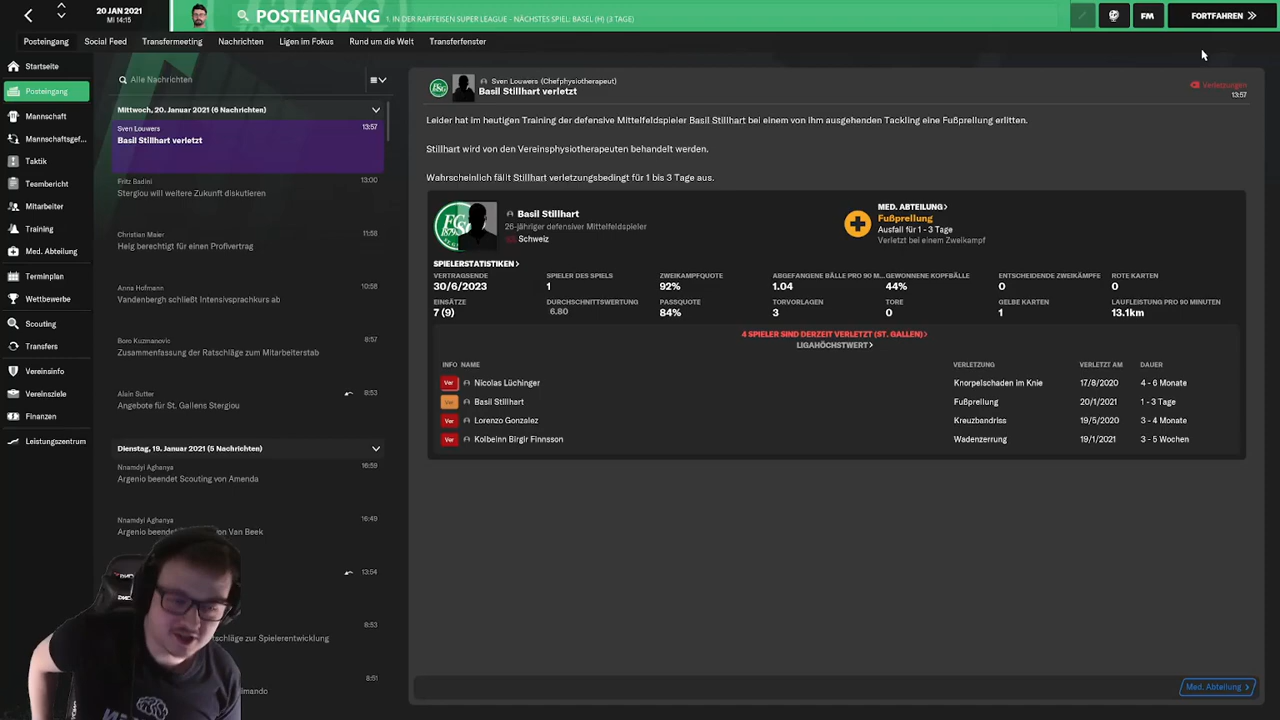 20 JAN 2021
MI 14:15
POSTEINGANG
1. IN DER RAIFFEISEN SUPER LEAGUE - NÄCHSTES SPIEL: BASEL (H) (3 TAGE)
FM
FORTFAHREN
Posteingang
Social Feed
Transfermeeting
Nachrichten
Ligen im Fokus
Rund um die Welt
Transferfenster
Startseite
Posteingang
Mannschaft
Mannschaftsgef...
Taktik
Teambericht
Mitarbeiter
Training
Med. Abteilung
Terminplan
Wettbewerbe
Scouting
Transfers
Vereinsinfo
Vereinsziele
Finanzen
Leistungszentrum
Alle Nachrichten
Mittwoch, 20. Januar 2021 (6 Nachrichten)
Sven Louwers 13:57
Basil Stillhart verletzt
Fritz Badini 13:00
Stergiou will weitere Zukunft diskutieren
Christian Maier 11:58
Helg berechtigt für einen Profivertrag
Anna Hofmann 10:58
Vandenbergh schließt Intensivsprachkurs ab
Boro Kuzmanovic 8:57
Zusammenfassung der Ratschläge zum Mitarbeiterstab
Alain Sutter 8:53
Angebote für St. Gallens Stergiou
Dienstag, 19. Januar 2021 (5 Nachrichten)
Nnamdyi Aghanya 16:59
Argenio beendet Scouting von Amenda
Nnamdyi Aghanya 16:49
Argenio beendet Van Beek
13:54
8:53
schläge zur Spielerentwicklung
8:51
Sven Louwers (Chefphysiotherapeut)
Basil Stillhart verletzt
Verletzungen
13:57
Leider hat im heutigen Training der defensive Mittelfeldspieler Basil Stillhart bei einem von ihm ausgehenden Tackling eine Fußprellung erlitten.
Stillhart wird von den Vereinsphysiotherapeuten behandelt werden.
Wahrscheinlich fällt Stillhart verletzungsbedingt für 1 bis 3 Tage aus.
Basil Stillhart
26-jähriger defensiver Mittelfeldspieler
Schweiz
MED. ABTEILUNG
Fußprellung
Ausfall für 1 - 3 Tage
Verletzt bei einem Zweikampf
SPIELERSTATISTIKEN
VERTRAGSENDE SPIELER DES SPIELS ZWEIKAMPFQUOTE ABGEFANGENE BÄLLE PRO 90 M... GEWONNENE KOPFBÄLLE ENTSCHEIDENDE ZWEIKÄMPFE ROTE KARTEN
30/6/2023 1 92% 1.04 44% 0 0
EINSÄTZE DURCHSCHNITTSWERTUNG PASSQUOTE TORVORLAGEN TORE GELBE KARTEN LAUFLEISTUNG PRO 90 MINUTEN
7 (9) 6.80 84% 3 0 1 13.1km
4 SPIELER SIND DERZEIT VERLETZT (ST. GALLEN)
LIGAHÖCHSTWERT
INFO NAME VERLETZUNG VERLETZT AM DAUER
Ver Nicolas Lüchinger Knorpelschaden im Knie 17/8/2020 4 - 6 Monate
Ver Basil Stillhart Fußprellung 20/1/2021 1 - 3 Tage
Ver Lorenzo Gonzalez Kreuzbandriss 19/5/2020 3 - 4 Monate
Ver Kolbeinn Birgir Finnsson Wadenzerrung 19/1/2021 3 - 5 Wochen
Med. Abteilung